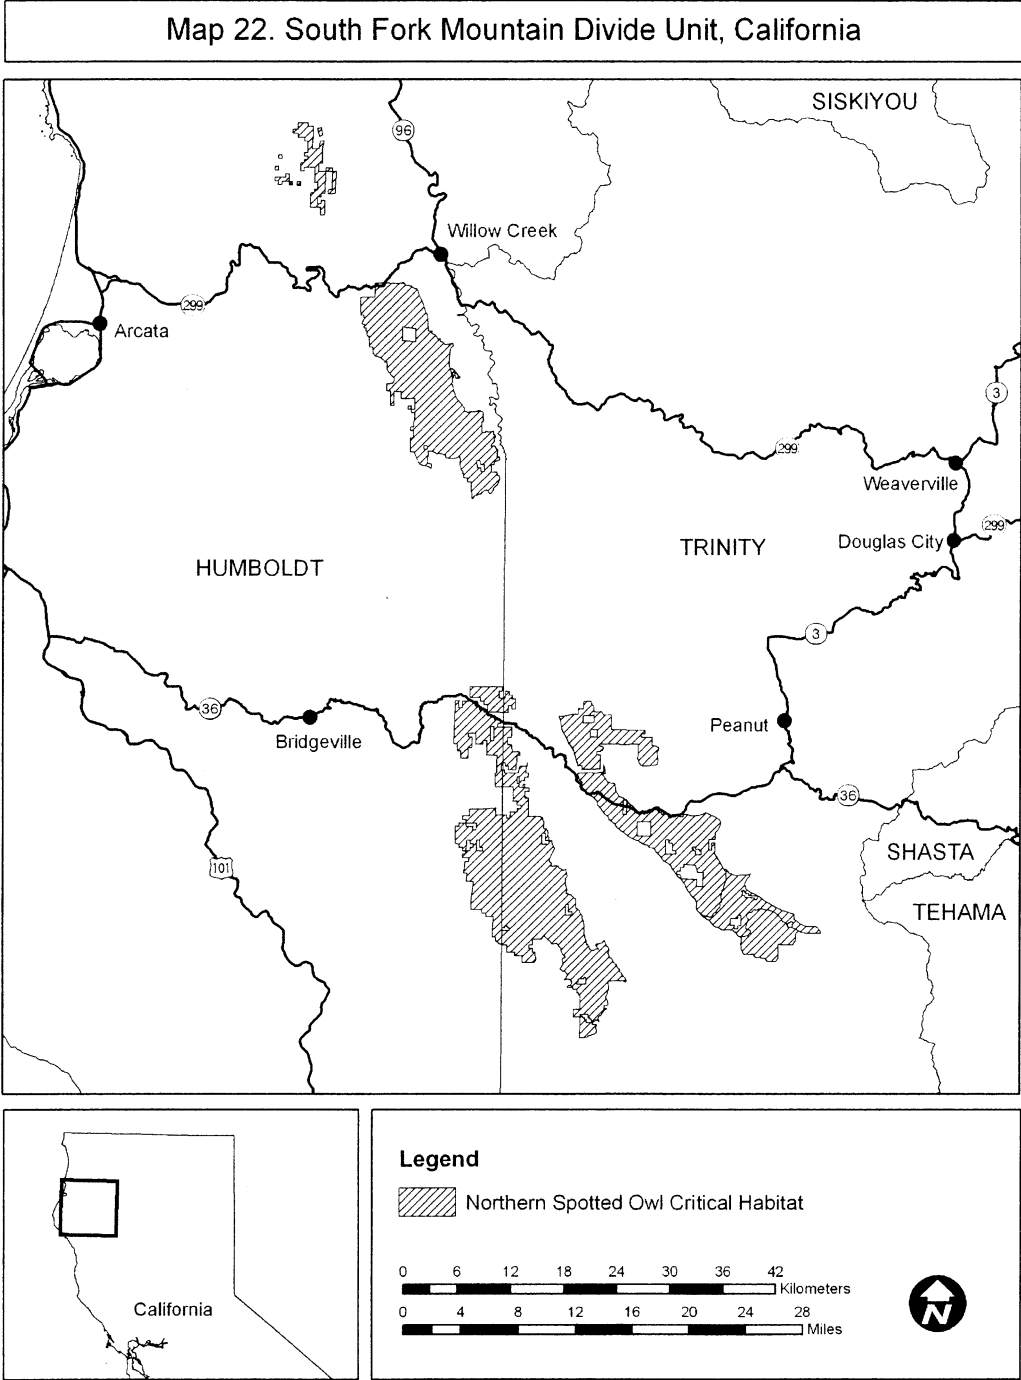 Map 22. South Fork Mountain Divide Unit, California
SISKIYOU
96
Willow Creek
299
Arcata
3
299
Weaverville
299
Douglas City
TRINITY
HUMBOLDT
3
36
Peanut
Bridgeville
36
101
SHASTA
TEHAMA
California
Legend
Northern Spotted Owl Critical Habitat
0 6 12 18 24 30 36 42
Kilometers
0 4 8 12 16 20 24 28
Miles
N